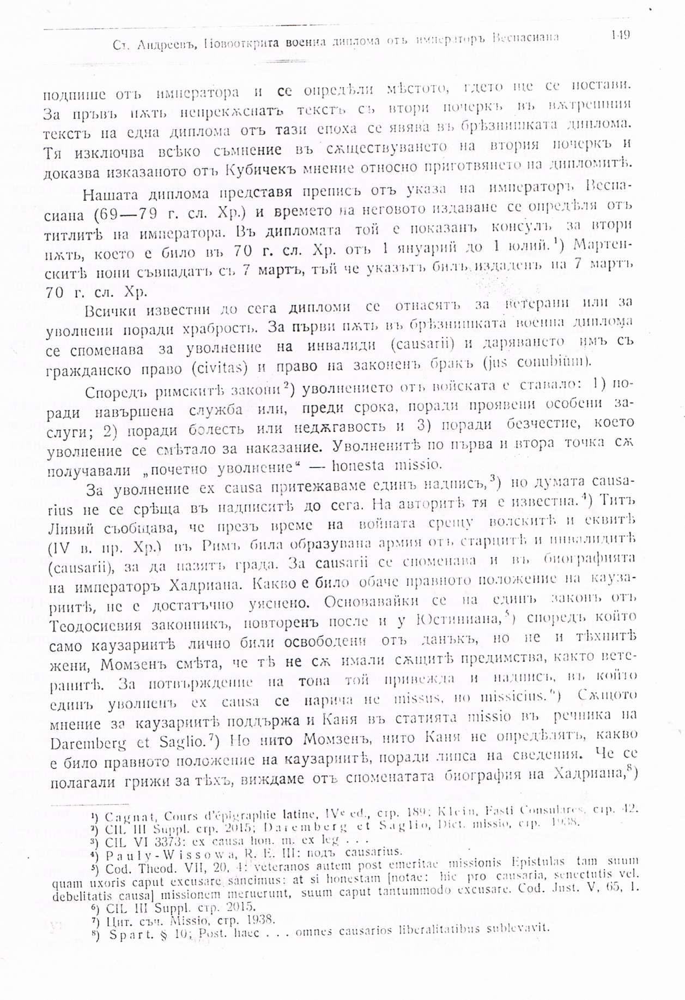 Ст. Андреевъ, Новооткрита военна диплома отъ императоръ Веспасиана 149
подпише отъ императора и се опредѣли мѣстото, гдето ще се постави.
За пръвъ пѫть непрекѫснатъ текстъ съ втори почеркъ въ вѫтрешния
текстъ на една диплома отъ тази епоха се явява въ брѣзнишката диплома.
Тя изключва всѣко съмнение въ сѫществуването на втория почеркъ и
доказва изказаното отъ Кубичекъ мнение относно приготвянето на дипломитѣ.
Нашата диплома представя преписъ отъ указа на императоръ Веспа-
сиана (69—79 г. сл. Хр.) и времето на неговото издаване се опредѣля отъ
титлитѣ на императора. Въ дипломата той е показанъ консулъ за втори
пѫть, което е било въ 70 г. сл. Хр. отъ 1 януарий до 1 юлий.¹) Мартен-
скитѣ нони съвпадатъ съ 7 мартъ, тъй че указътъ билъ издаденъ на 7 мартъ
70 г. сл. Хр.
Всички известни до сега дипломи се отнасятъ за ветерани или за
уволнени поради храбрость. За първи пѫть въ брѣзнишката военна диплома
се споменава за уволнение на инвалиди (causarii) и даряването имъ съ
гражданско право (civitas) и право на законенъ бракъ (jus conubium).
Споредъ римскитѣ закони²) уволнението отъ войската е ставало: 1) по-
ради навършена служба или, преди срока, поради проявени особени за-
слуги; 2) поради болесть или недѫгавость и 3) поради безчестие, което
уволнение се смѣтало за наказание. Уволненитѣ по първа и втора точка сѫ
получавали „почетно уволнение“ — honesta missio.
За уволнение ex causa притежаваме единъ надписъ,³) но думата causa-
rius не се срѣща въ надписитѣ до сега. На авторитѣ тя е известна.⁴) Титъ
Ливий съобщава, че презъ време на войната срещу волскитѣ и еквитѣ
(IV в. пр. Хр.) въ Римъ била образувана армия отъ старцитѣ и инвалидитѣ
(causarii), за да пазятъ града. За causarii се споменава и въ биографията
на императоръ Хадриана. Какво е било обаче правното положение на кауза-
риитѣ, не е достатъчно уяснено. Основавайки се на единъ законъ отъ
Теодосиевия законникъ, повторенъ после и у Юстиниана,⁵) споредъ който
само каузариитѣ лично били освободени отъ данъкъ, но не и тѣхнитѣ
жени, Момзенъ смѣта, че тѣ не сѫ имали сѫщитѣ предимства, както вете-
ранитѣ. За потвърждение на това той привежда и надписъ, въ който
единъ уволненъ ex causa се нарича не missus, но missicius.⁶) Сѫщото
мнение за каузариитѣ поддържа и Каня въ статията missio въ речника на
Daremberg et Saglio.⁷) Но нито Момзенъ, нито Каня не опредѣлятъ, какво
е било правното положение на каузариитѣ, поради липса на сведения. Че се
полагали грижи за тѣхъ, виждаме отъ споменатата биография на Хадриана,⁸)
¹) Cagnat, Cours d'épigraphie latine, IVᵉ ed., стр. 189; Klein, Fasti Consulares, стр. 42.
²) CIL III Suppl. стр. 2015; Daremberg et Saglio, Dict. missio, стр. 1938.
³) CIL VI 3373: ex causa hon. m. ex leg . . .
⁴) Pauly-Wissowa, R. E. III: подъ causarius.
⁵) Cod. Theod. VII, 20, 4: veteranos autem post emeritae missionis Epistulas tam suum
quam uxoris caput excusare sancimus: at si honestam [notae: hic pro causaria, senectutis vel.
debelitatis causa] missionem meruerunt, suum caput tantummodo excusare. Cod. Just. V, 65, 1.
⁶) CIL III Suppl. стр. 2015.
⁷) Цит. съч. Missio, стр. 1938.
⁸) Spart. § 10; Post. haec . . . omnes causarios liberalitatibus sublevavit.